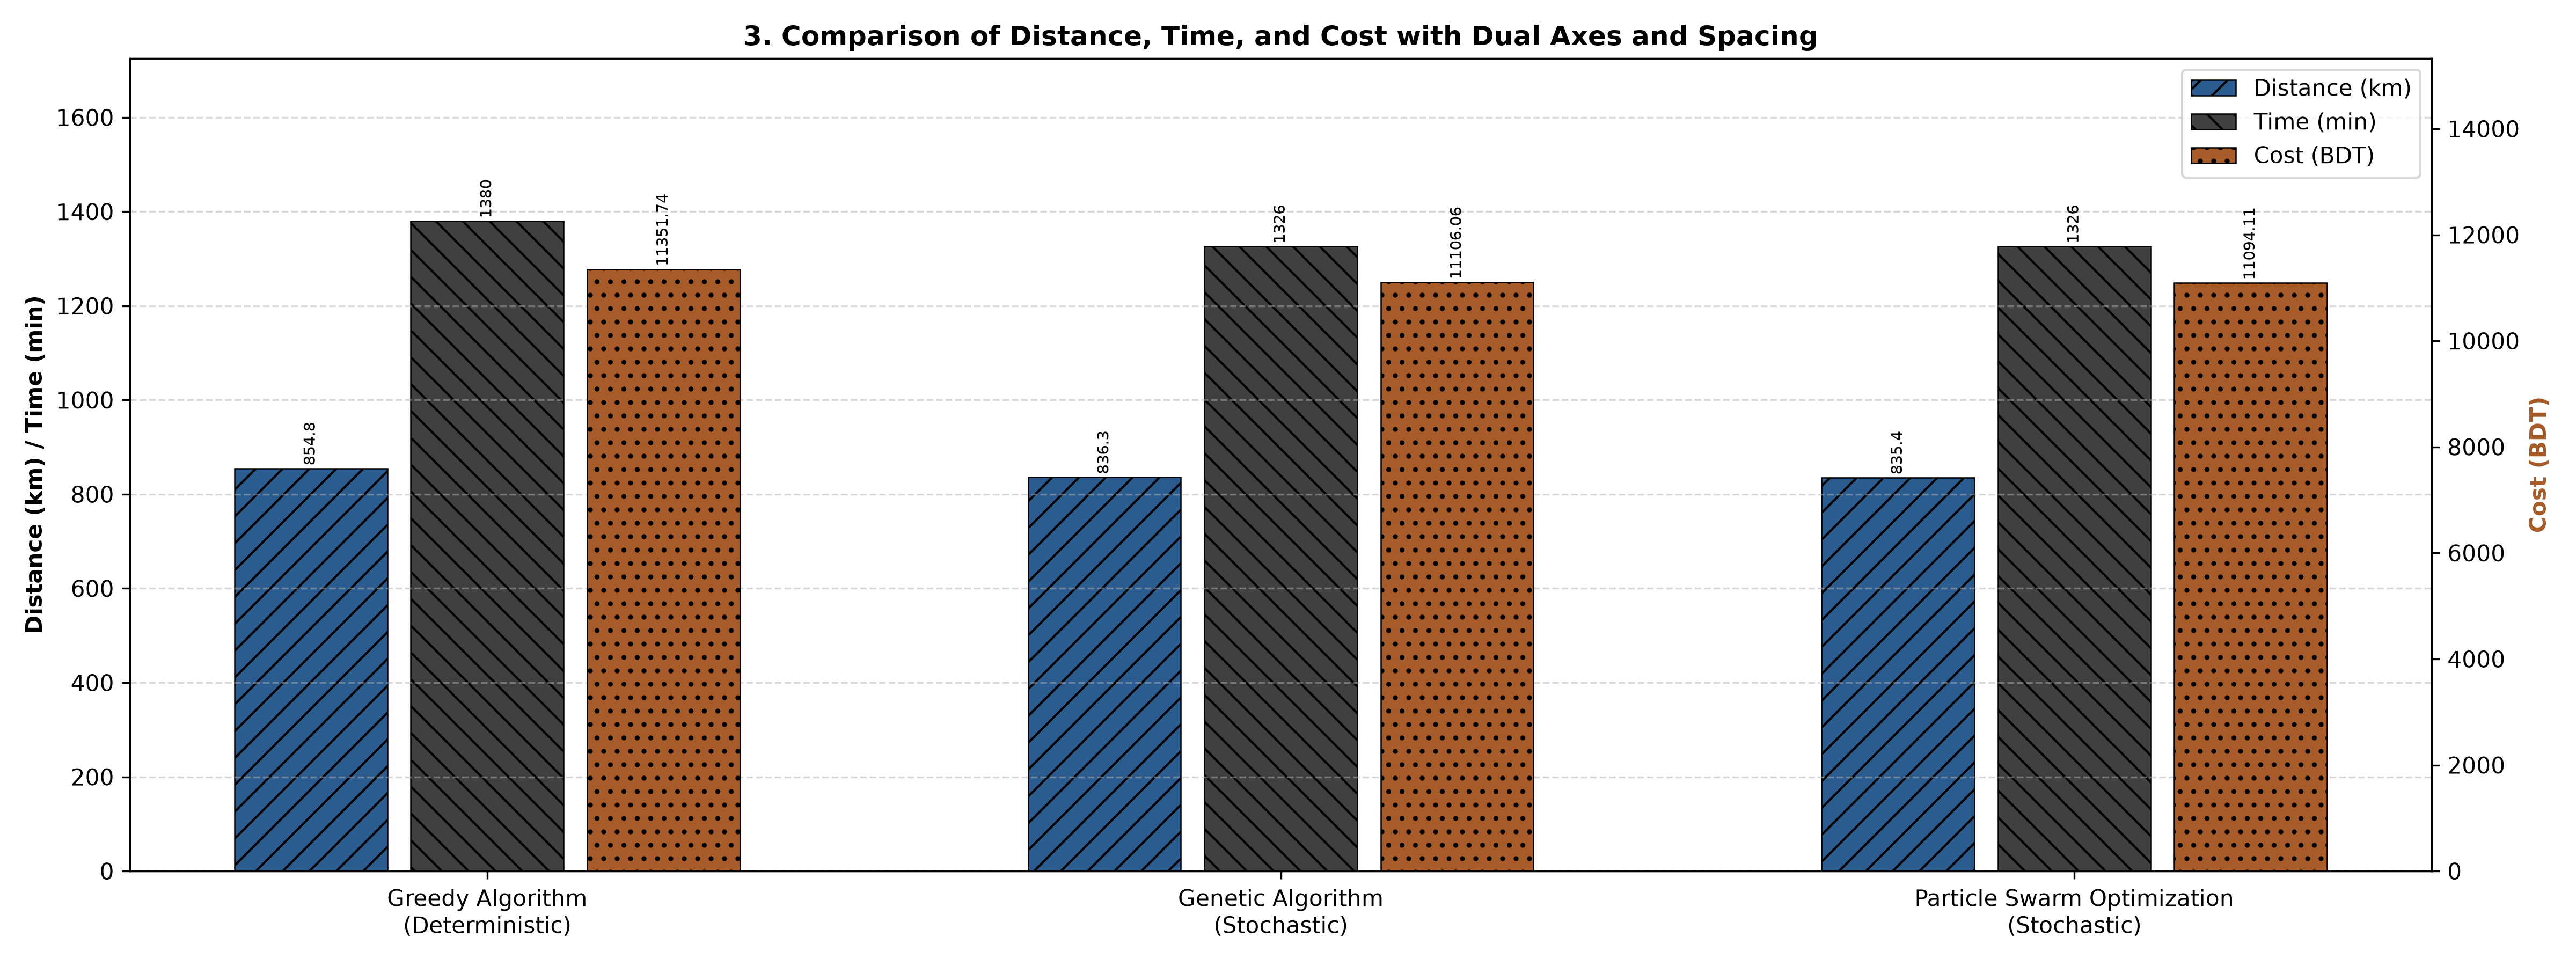 3. Comparison of Distance, Time, and Cost with Dual Axes and Spacing
Distance (km) / Time (min)
1600
1400
1200
1000
800
600
400
200
0
Distance (km)
Time (min)
Cost (BDT)
854.8
1380
11351.74
836.3
1326
11106.06
835.4
1326
11094.11
14000
12000
10000
8000
6000
4000
2000
0
Cost (BDT)
Greedy Algorithm
(Deterministic)
Genetic Algorithm
(Stochastic)
Particle Swarm Optimization
(Stochastic)